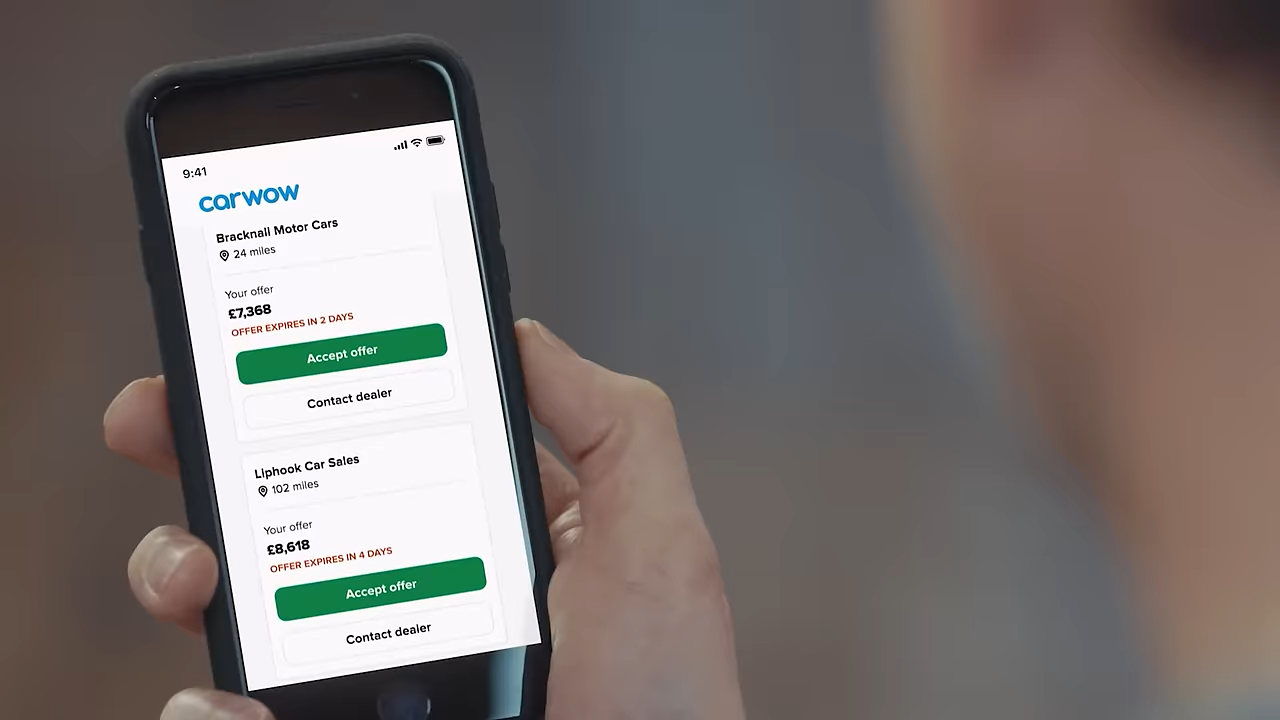 9:41
carwow
Bracknall Motor Cars
24 miles
Your offer
£7,368
OFFER EXPIRES IN 2 DAYS
Accept offer
Contact dealer
Liphook Car Sales
102 miles
Your offer
£8,618
OFFER EXPIRES IN 4 DAYS
Accept offer
Contact dealer